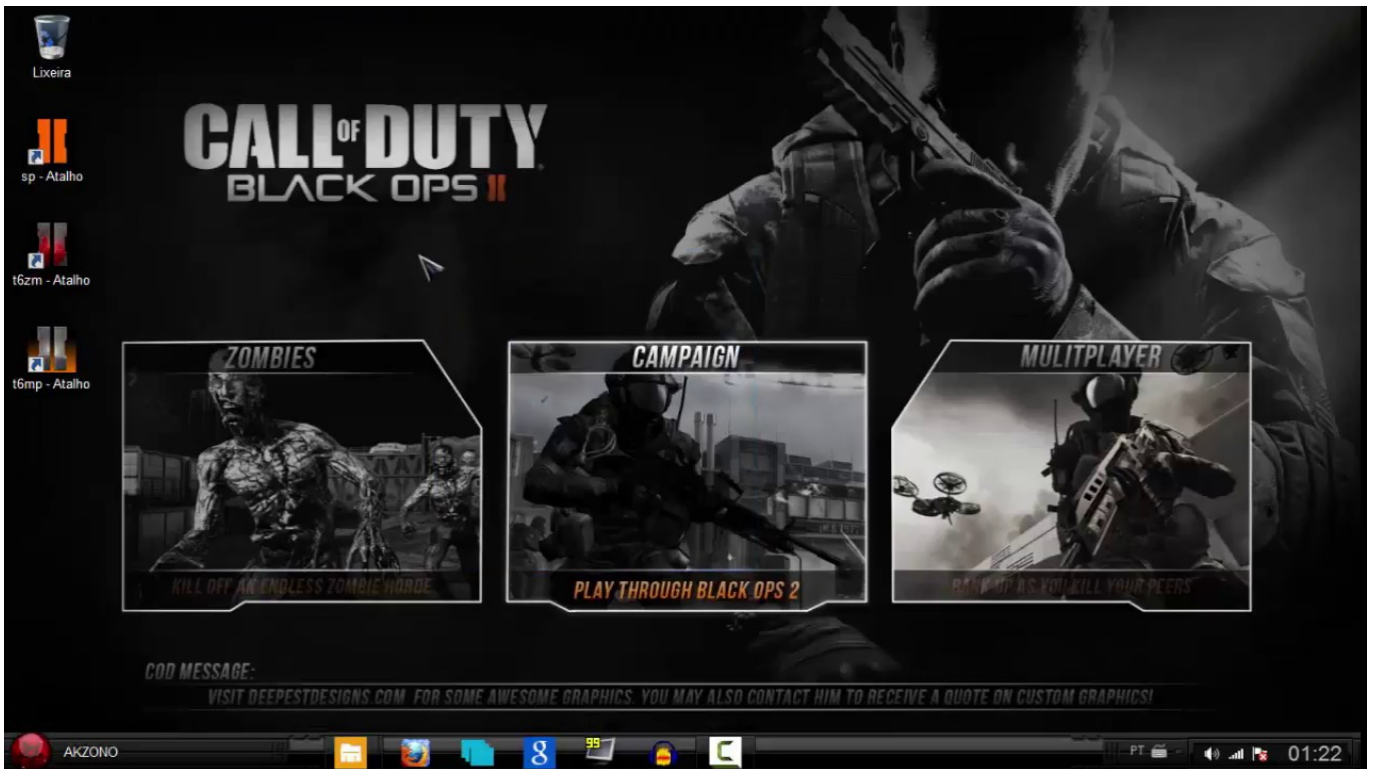 Lixeira
sp - Atalho
t6zm - Atalho
t6mp - Atalho
CALL OF DUTY
BLACK OPS II
ZOMBIES
KILL OFF AN ENDLESS ZOMBIE HORDE
CAMPAIGN
PLAY THROUGH BLACK OPS 2
MULITPLAYER
RANK UP AS YOU KILL YOUR PEERS
COD MESSAGE:
VISIT DEEPESTDESIGNS.COM FOR SOME AWESOME GRAPHICS. YOU MAY ALSO CONTACT HIM TO RECEIVE A QUOTE ON CUSTOM GRAPHICS!
AKZONO
8
99
PT
01:22